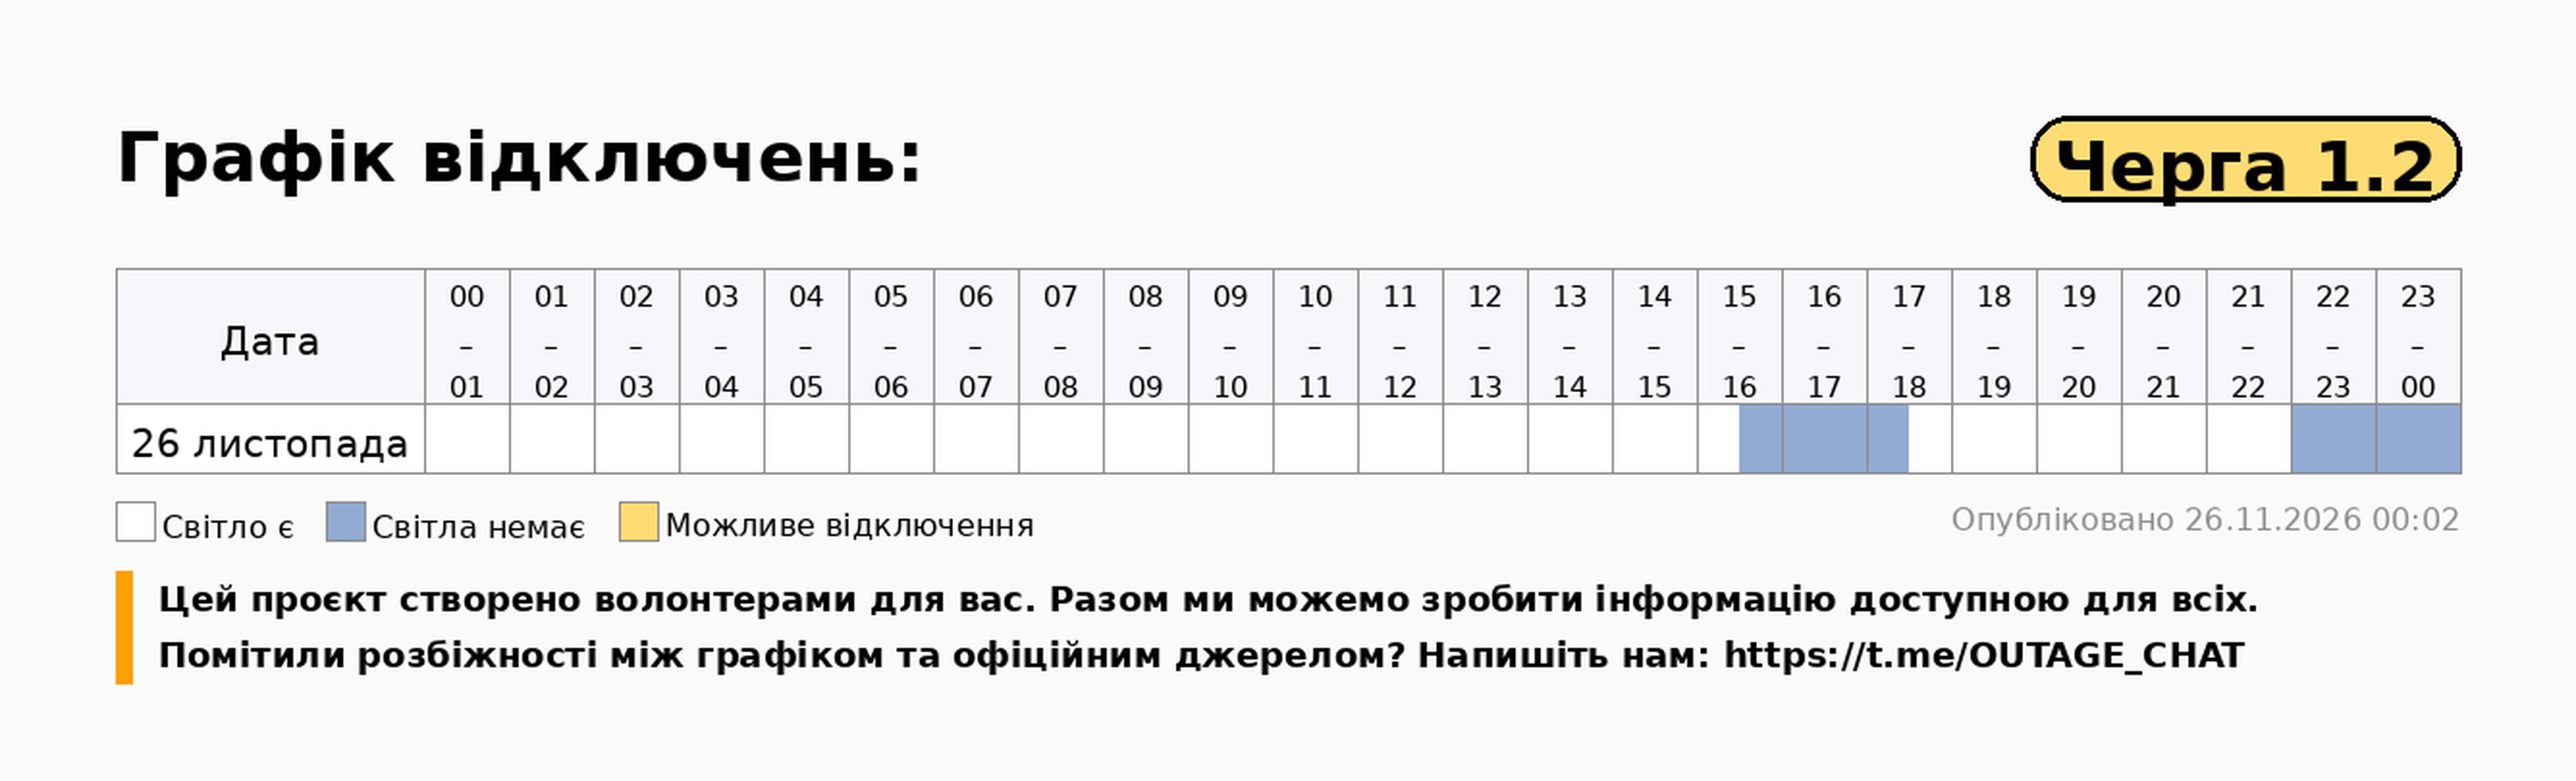 Графік відключень:
Черга 1.2
Дата 00 – 01 01 – 02 02 – 03 03 – 04 04 – 05 05 – 06 06 – 07 07 – 08 08 – 09 09 – 10 10 – 11 11 – 12 12 – 13 13 – 14 14 – 15 15 – 16 16 – 17 17 – 18 18 – 19 19 – 20 20 – 21 21 – 22 22 – 23 23 – 00
26 листопада
Світло є Світла немає Можливе відключення
Опубліковано 26.11.2026 00:02
Цей проєкт створено волонтерами для вас. Разом ми можемо зробити інформацію доступною для всіх.
Помітили розбіжності між графіком та офіційним джерелом? Напишіть нам: https://t.me/OUTAGE_CHAT